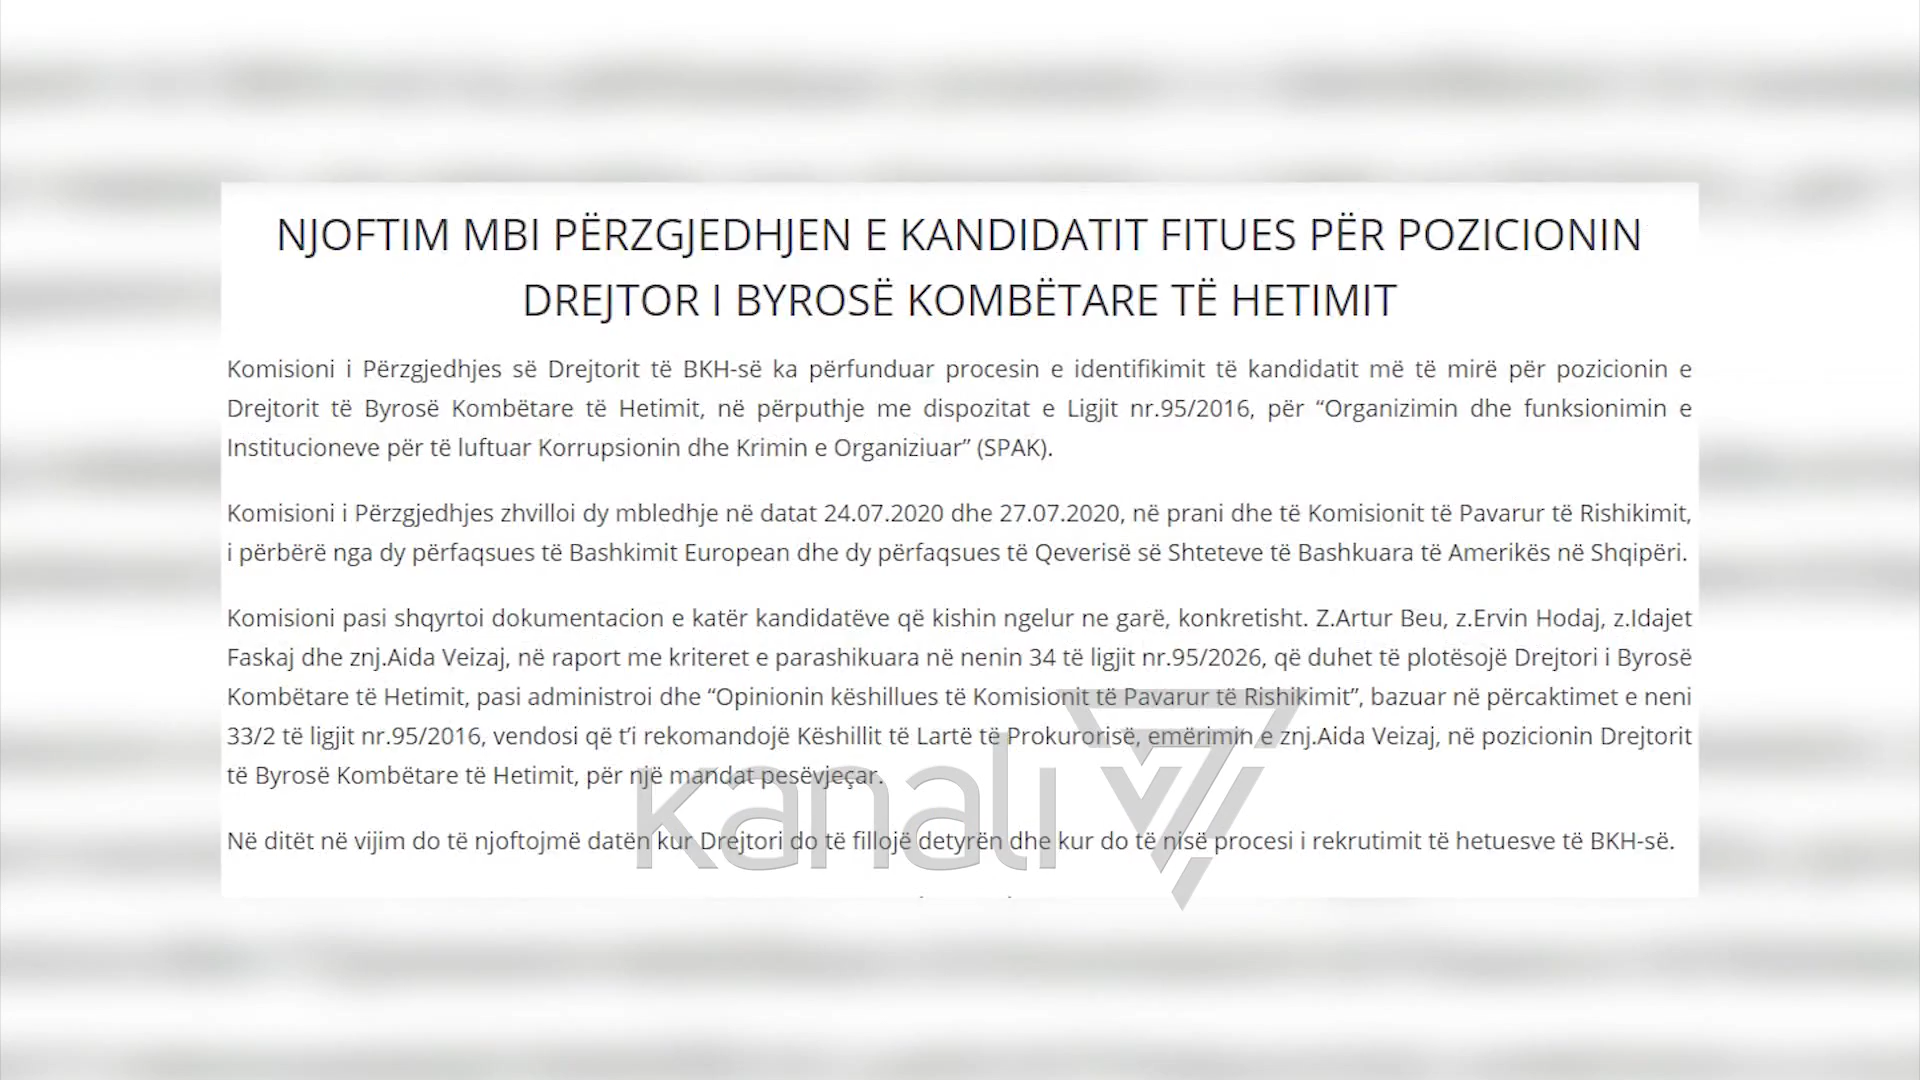 NJOFTIM MBI PËRZGJEDHJEN E KANDIDATIT FITUES PËR POZICIONIN
DREJTOR I BYROSË KOMBËTARE TË HETIMIT
Komisioni i Përzgjedhjes së Drejtorit të BKH-së ka përfunduar procesin e identifikimit të kandidatit më të mirë për pozicionin e
Drejtorit të Byrosë Kombëtare të Hetimit, në përputhje me dispozitat e Ligjit nr.95/2016, për “Organizimin dhe funksionimin e
Institucioneve për të luftuar Korrupsionin dhe Krimin e Organiziuar” (SPAK).
Komisioni i Përzgjedhjes zhvilloi dy mbledhje në datat 24.07.2020 dhe 27.07.2020, në prani dhe të Komisionit të Pavarur të Rishikimit,
i përbërë nga dy përfaqsues të Bashkimit European dhe dy përfaqsues të Qeverisë së Shteteve të Bashkuara të Amerikës në Shqipëri.
Komisioni pasi shqyrtoi dokumentacion e katër kandidatëve që kishin ngelur ne garë, konkretisht. Z.Artur Beu, z.Ervin Hodaj, z.Idajet
Faskaj dhe znj.Aida Veizaj, në raport me kriteret e parashikuara në nenin 34 të ligjit nr.95/2026, që duhet të plotësojë Drejtori i Byrosë
Kombëtare të Hetimit, pasi administroi dhe “Opinionin këshillues të Komisionit të Pavarur të Rishikimit”, bazuar në përcaktimet e neni
33/2 të ligjit nr.95/2016, vendosi që t’i rekomandojë Këshillit të Lartë të Prokurorisë, emërimin e znj.Aida Veizaj, në pozicionin Drejtorit
të Byrosë Kombëtare të Hetimit, për një mandat pesëvjeçar.
Në ditët në vijim do të njoftojmë datën kur Drejtori do të fillojë detyrën dhe kur do të nisë procesi i rekrutimit të hetuesve të BKH-së.
kanali 7